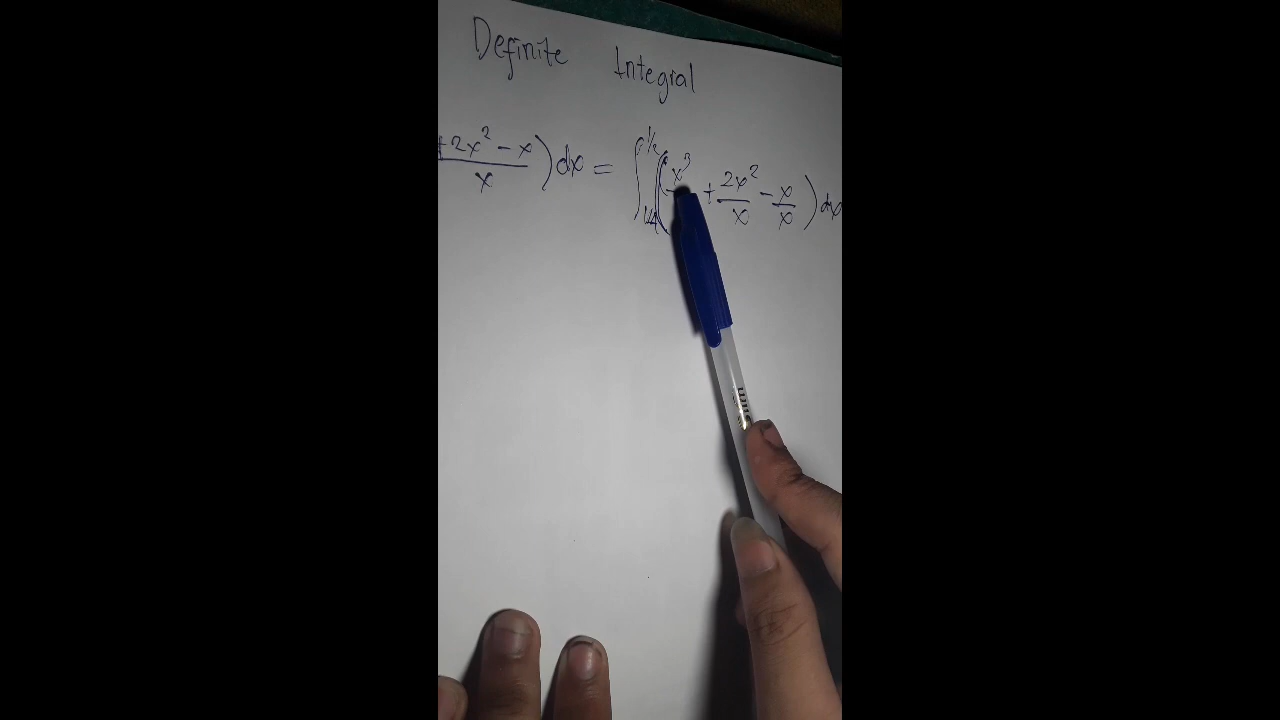 Definite Integral
+2x² - x / x ) dx = ∫ 1/2 1/4 ( x³ + 2x²/x - x/x ) dx